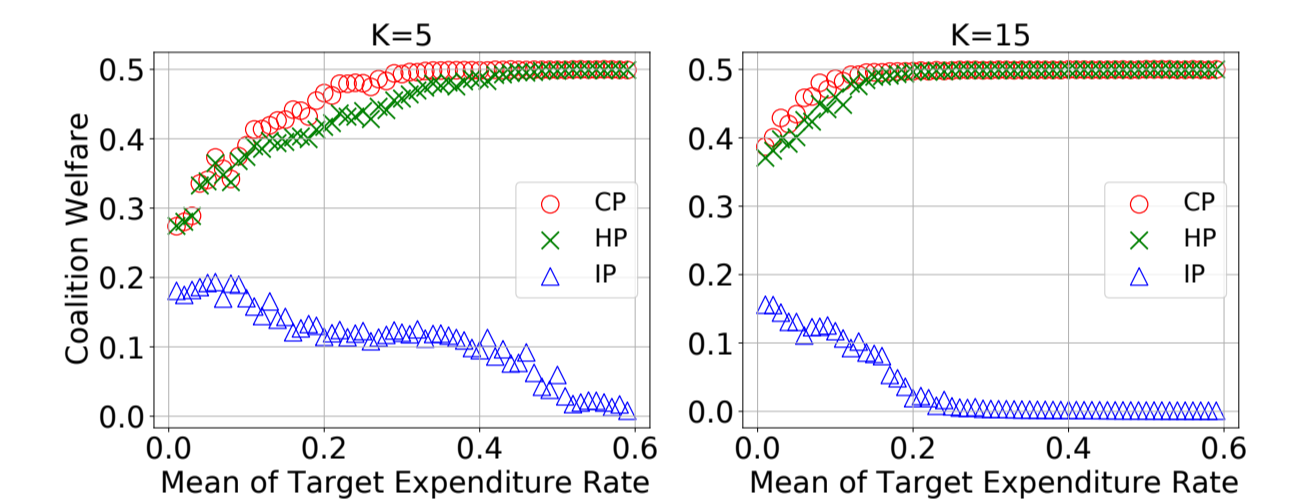 K=5
Coalition Welfare
0.5
0.4
0.3
0.2
0.1
0.0
CP
HP
IP
0.0 0.2 0.4 0.6
Mean of Target Expenditure Rate
K=15
0.5
0.4
0.3
0.2
0.1
0.0
CP
HP
IP
0.0 0.2 0.4 0.6
Mean of Target Expenditure Rate